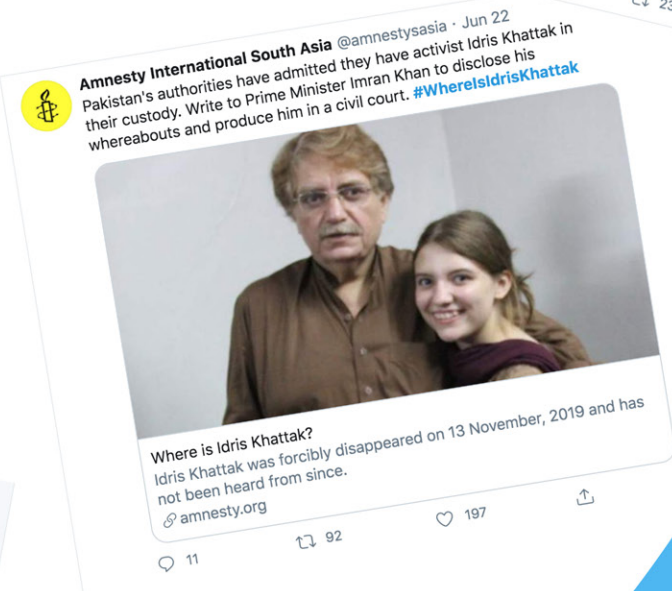 Amnesty International South Asia @amnestysasia · Jun 22
Pakistan's authorities have admitted they have activist Idris Khattak in
their custody. Write to Prime Minister Imran Khan to disclose his
whereabouts and produce him in a civil court. #WhereIsIdrisKhattak
Where is Idris Khattak?
Idris Khattak was forcibly disappeared on 13 November, 2019 and has
not been heard from since.
amnesty.org
11
92
197